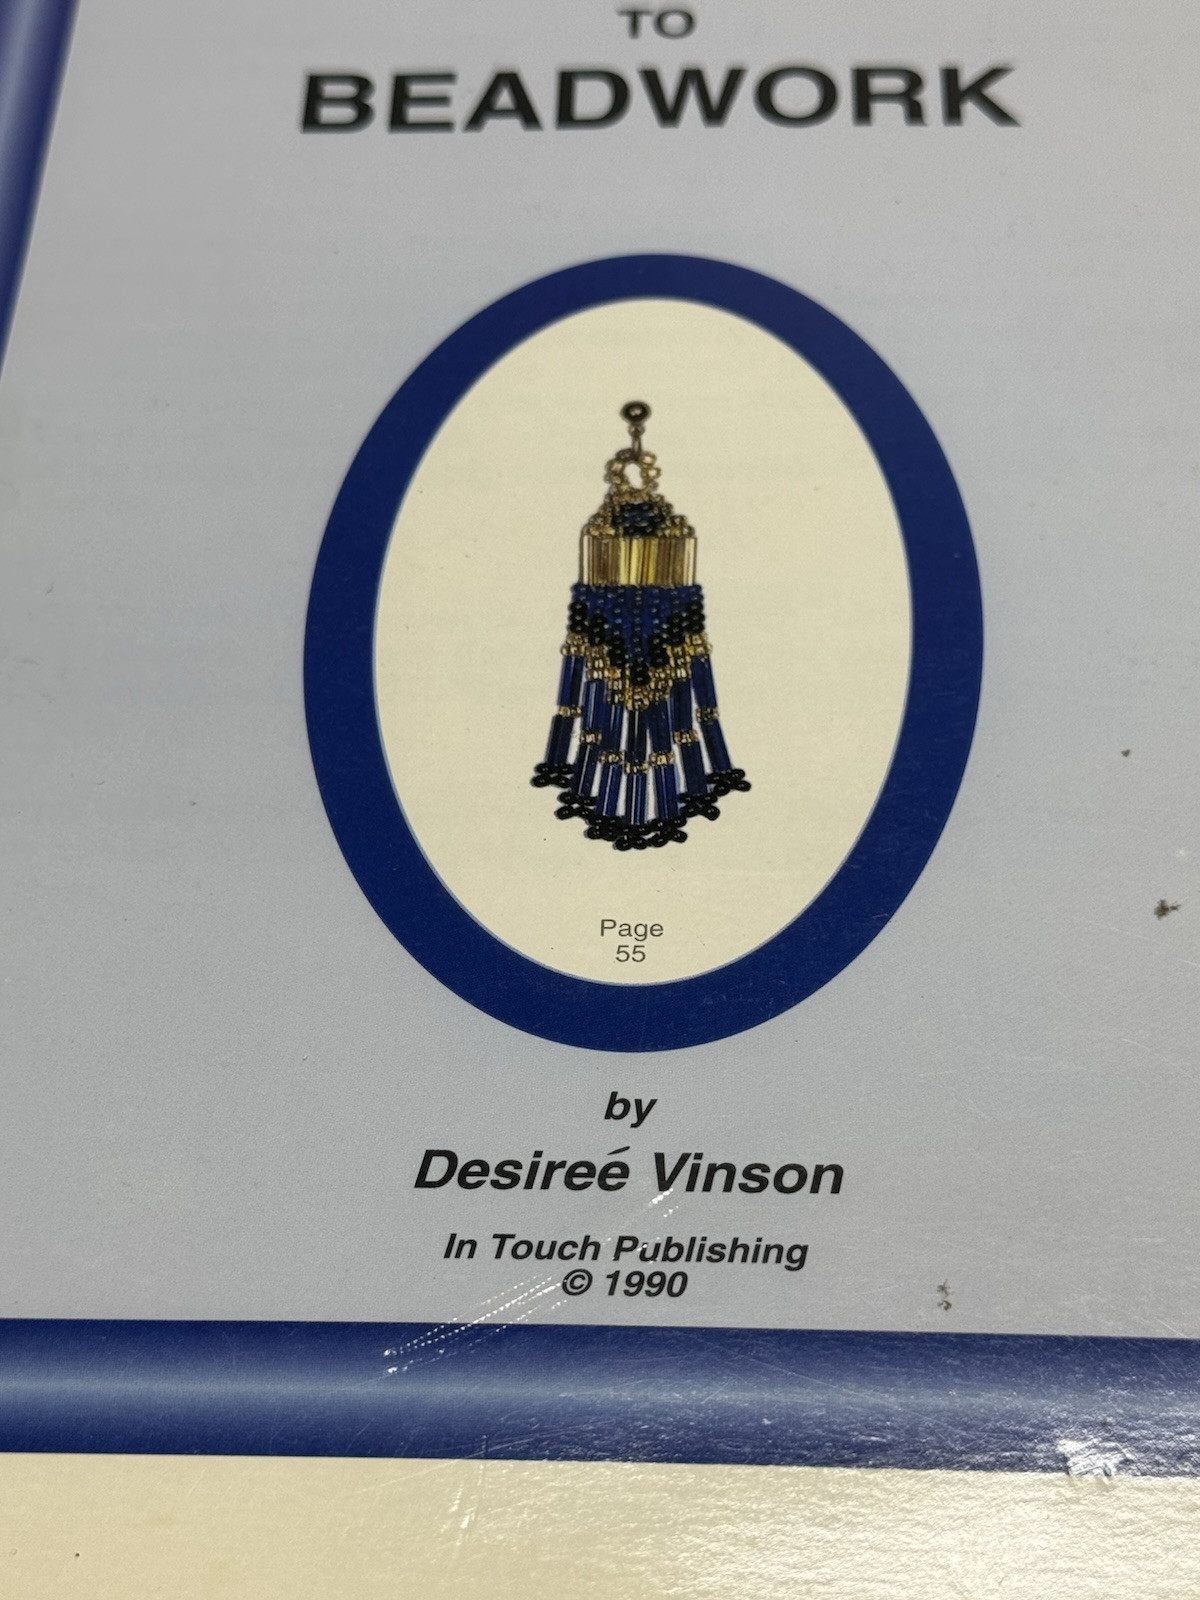 TO
BEADWORK
Page
55
by
Desireé Vinson
In Touch Publishing
© 1990